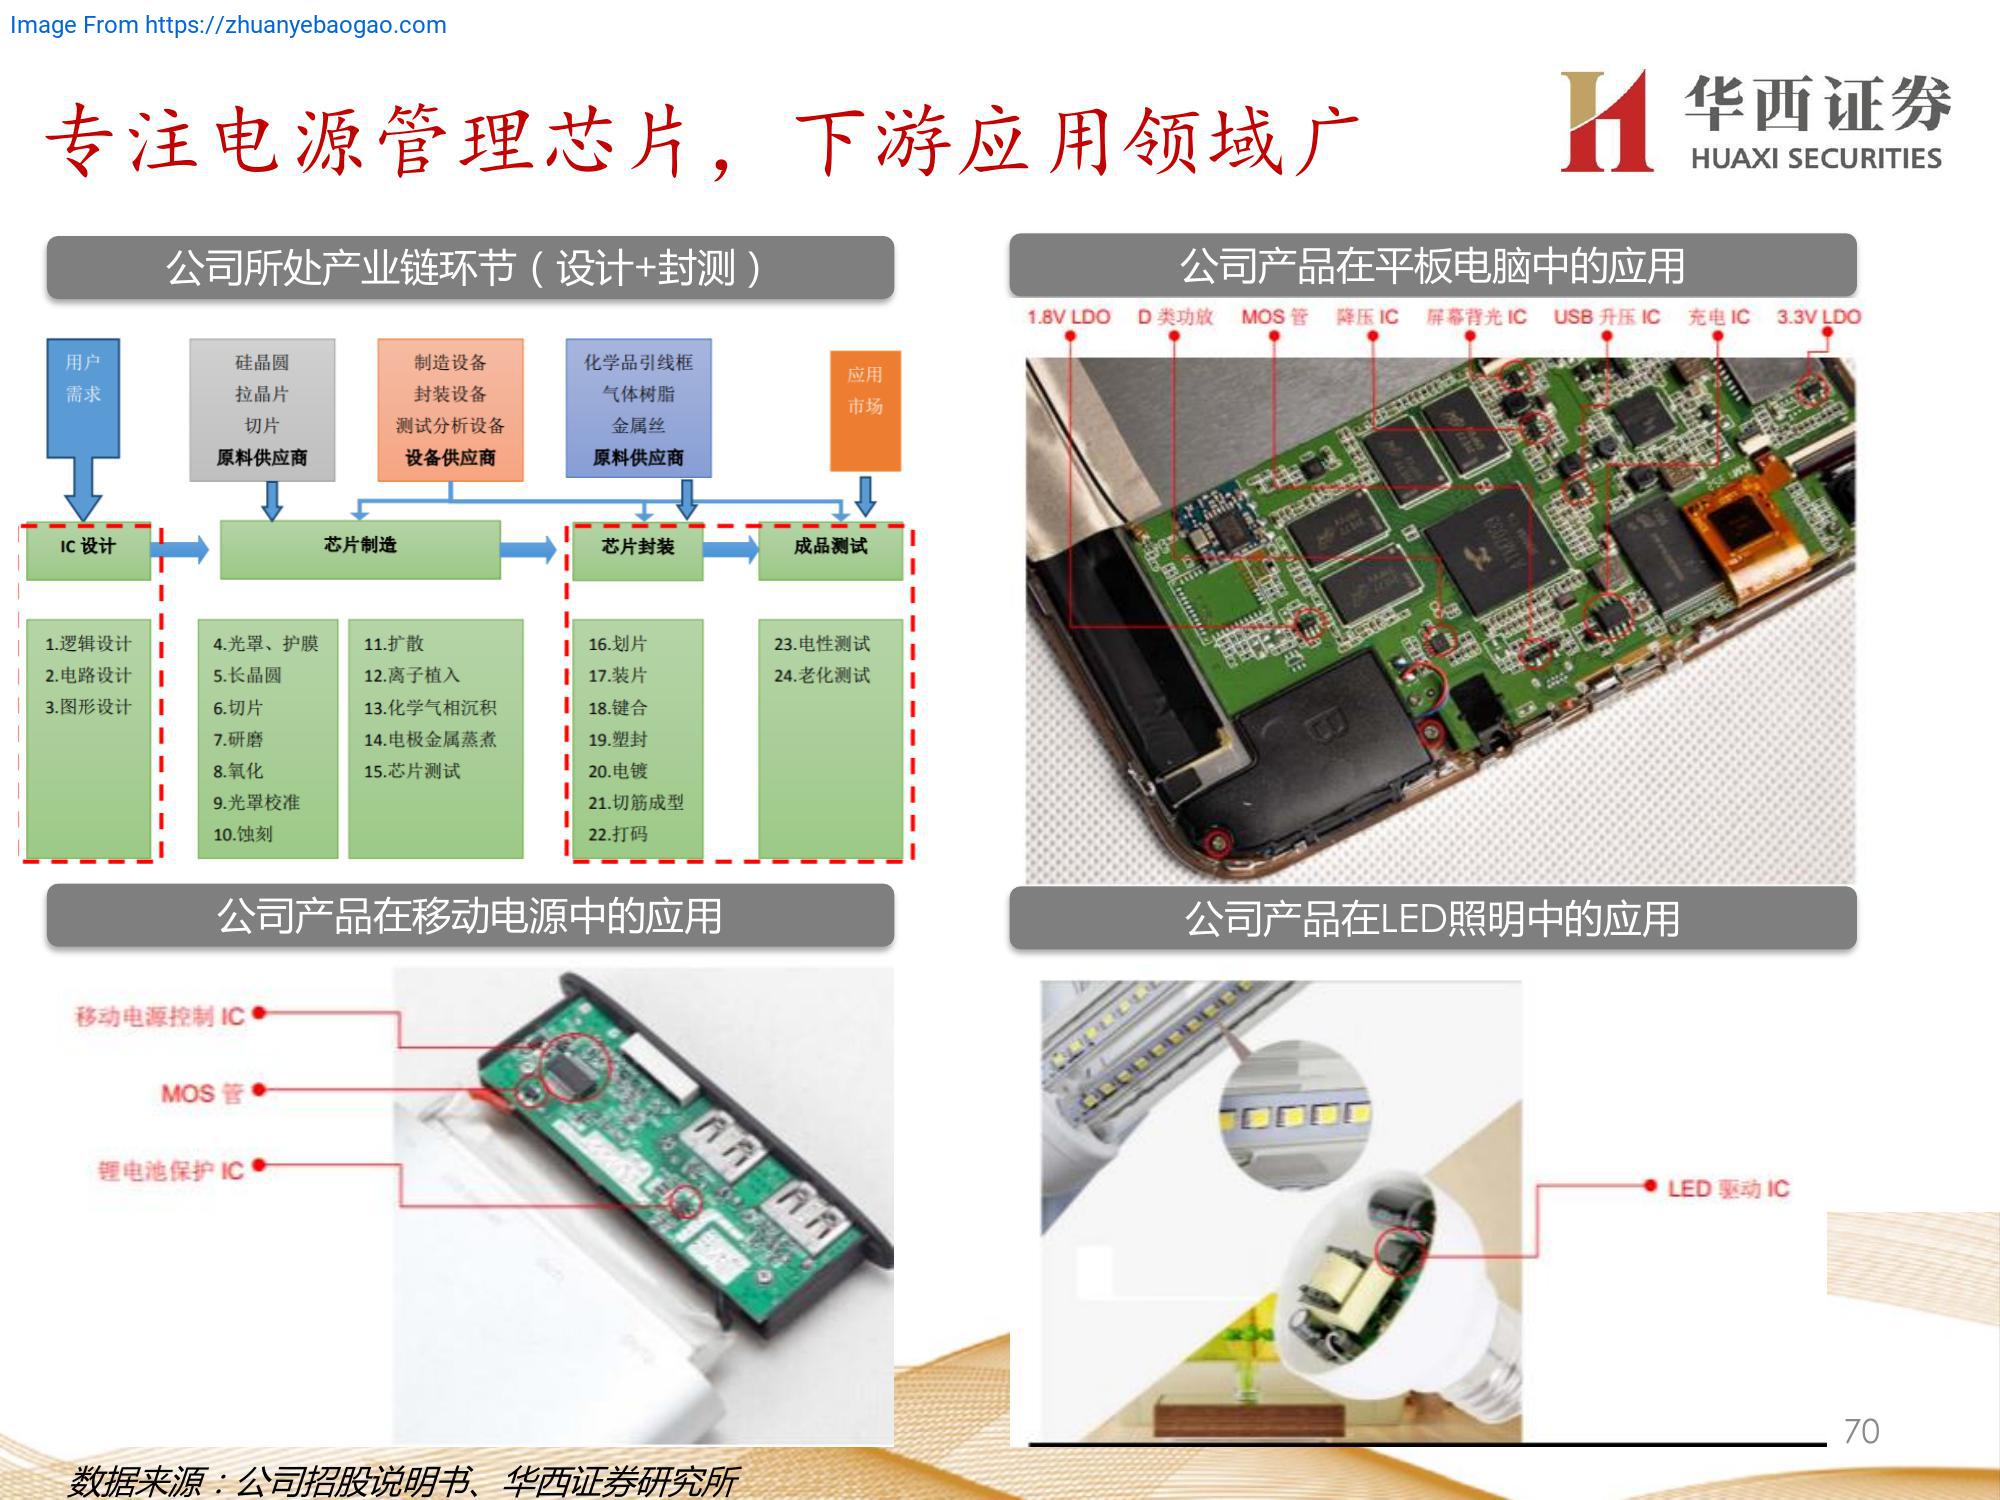 Image From https://zhuanyebaogao.com
专注电源管理芯片，下游应用领域广
华西证券
HUAXI SECURITIES
公司所处产业链环节（设计+封测）
用户
需求
硅晶圆
拉晶片
切片
原料供应商
制造设备
封装设备
测试分析设备
设备供应商
化学品引线框
气体树脂
金属丝
原料供应商
应用
市场
IC 设计
芯片制造
芯片封装
成品测试
1.逻辑设计
2.电路设计
3.图形设计
4.光罩、护膜
5.长晶圆
6.切片
7.研磨
8.氧化
9.光罩校准
10.蚀刻
11.扩散
12.离子植入
13.化学气相沉积
14.电极金属蒸煮
15.芯片测试
16.划片
17.装片
18.键合
19.塑封
20.电镀
21.切筋成型
22.打码
23.电性测试
24.老化测试
公司产品在平板电脑中的应用
1.8V LDO D 类功放 MOS 管 降压 IC 屏幕背光 IC USB 升压 IC 充电 IC 3.3V LDO
公司产品在移动电源中的应用
移动电源控制 IC
MOS 管
锂电池保护 IC
公司产品在LED照明中的应用
LED 驱动 IC
70
数据来源：公司招股说明书、华西证券研究所